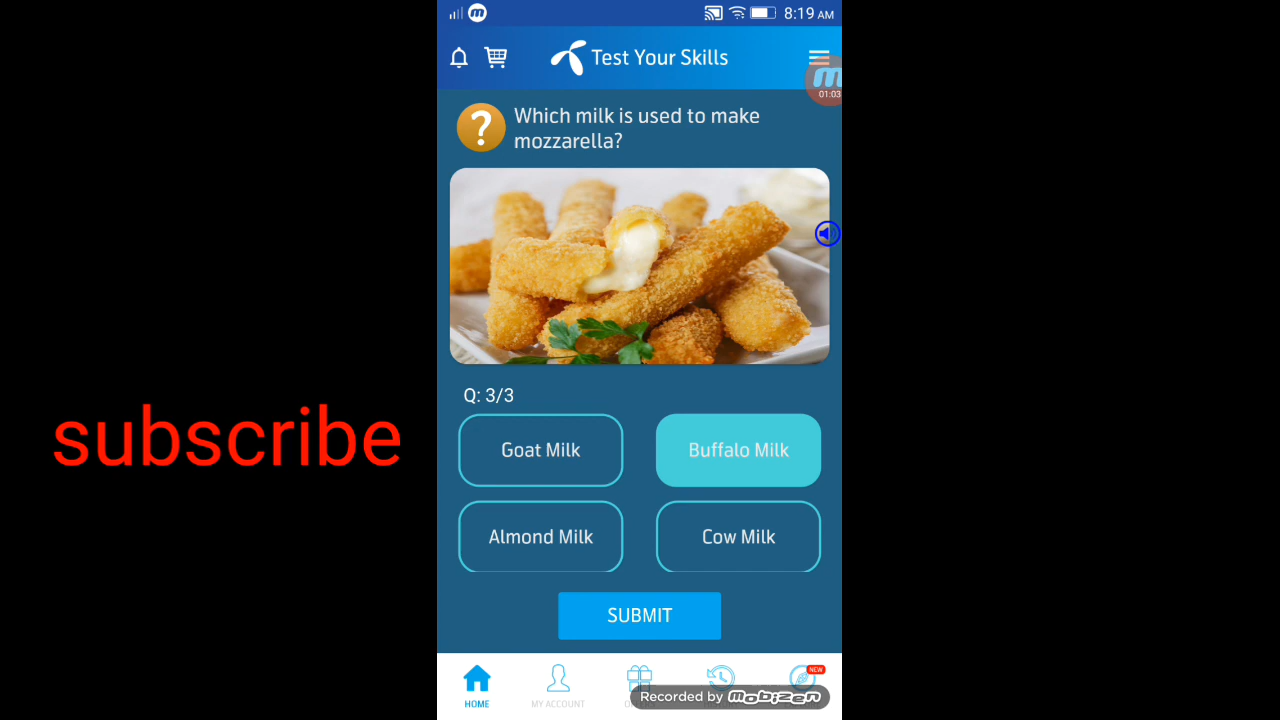 8:19 AM
Test Your Skills
01:03
Which milk is used to make
mozzarella?
Q: 3/3
Goat Milk
Buffalo Milk
subscribe
Almond Milk
Cow Milk
SUBMIT
NEW
Recorded by mobizen
HOME
MY ACCOUNT